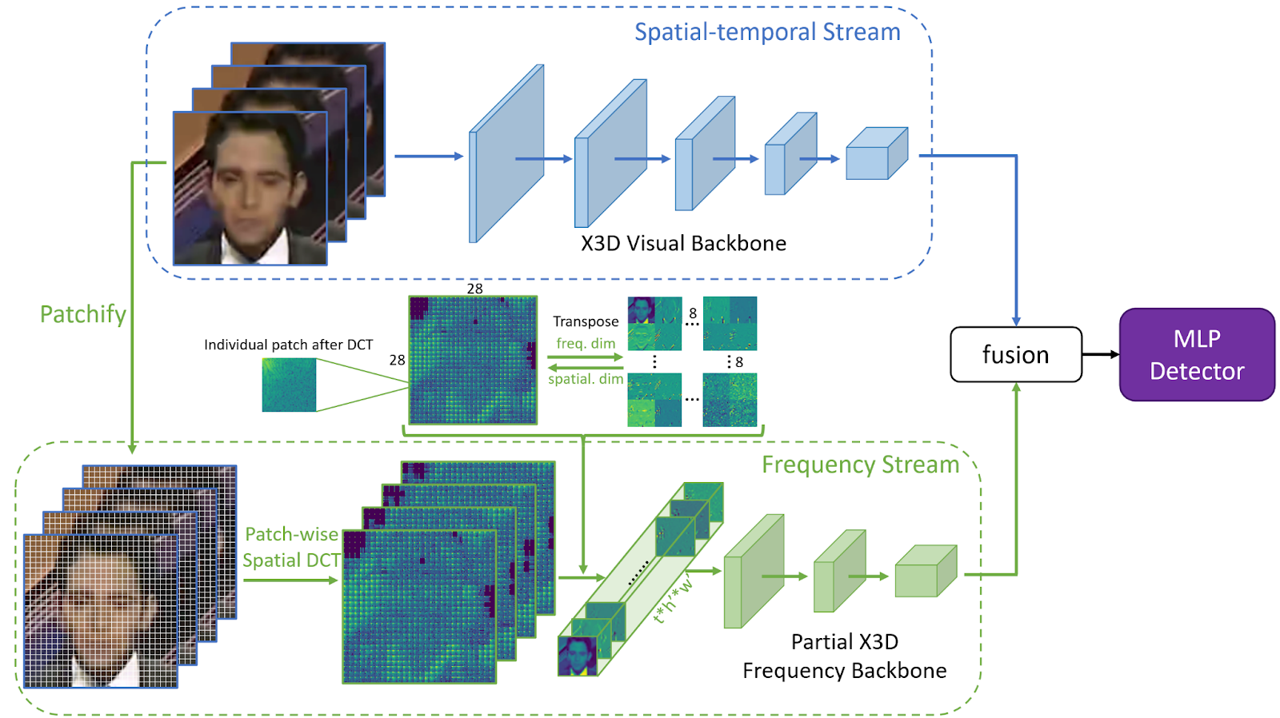 Spatial-temporal Stream
X3D Visual Backbone
Patchify
28
28
Individual patch after DCT
Transpose
freq. dim
spatial. dim
8
8
...
...
fusion
MLP
Detector
Frequency Stream
Patch-wise
Spatial DCT
......
t*h'*w'
Partial X3D
Frequency Backbone